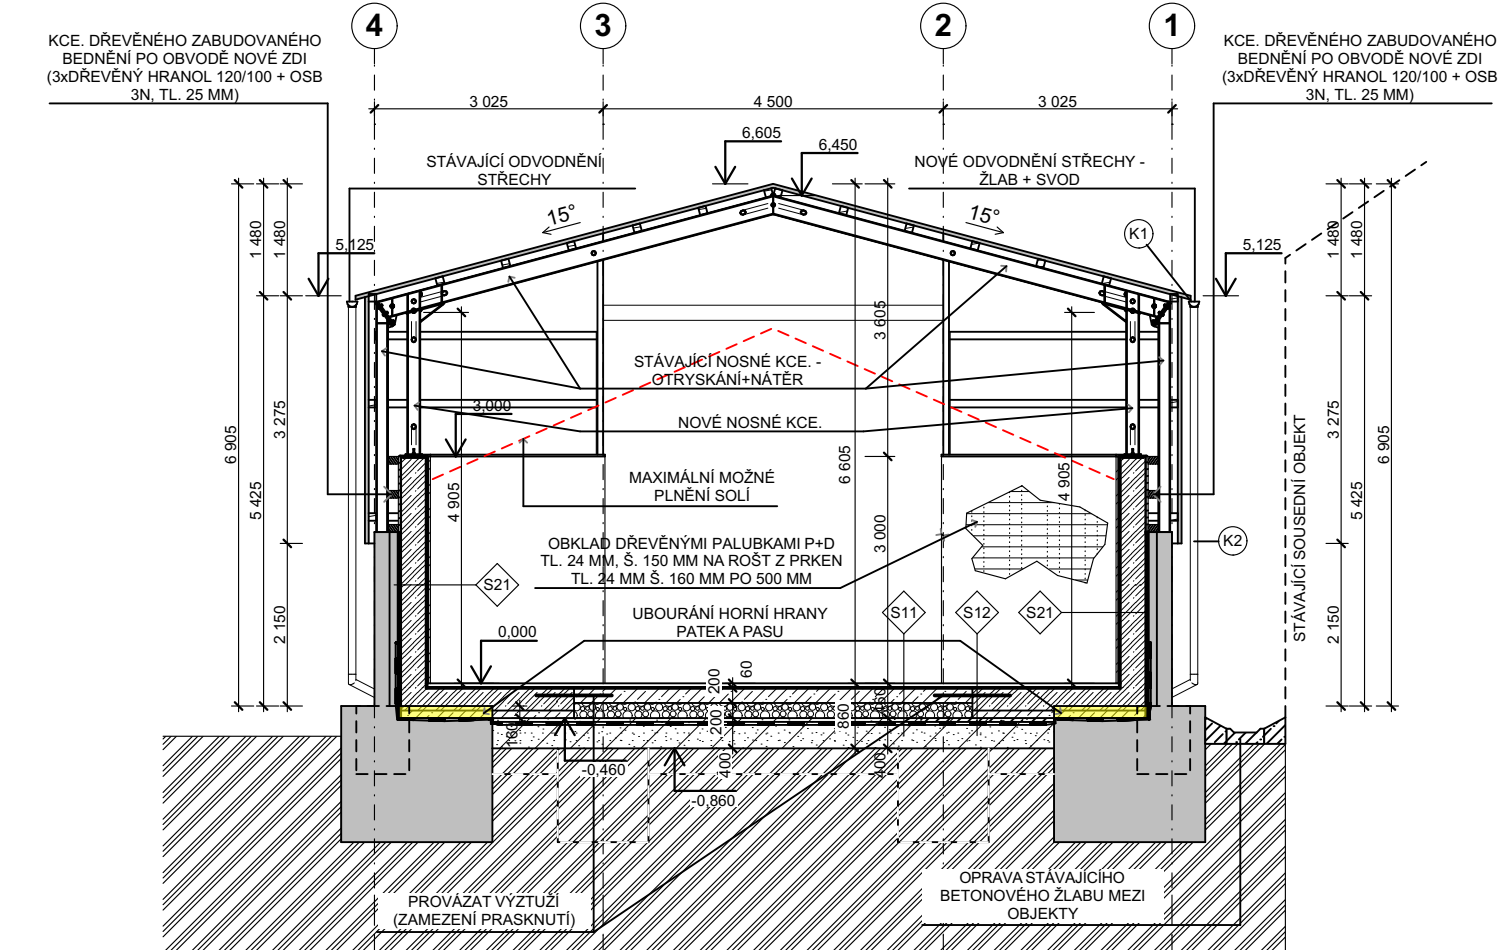 4
3
2
1
KCE. DŘEVĚNÉHO ZABUDOVANÉHO
BEDNĚNÍ PO OBVODĚ NOVÉ ZDI
(3xDŘEVĚNÝ HRANOL 120/100 + OSB
3N, TL. 25 MM)
KCE. DŘEVĚNÉHO ZABUDOVANÉHO
BEDNĚNÍ PO OBVODĚ NOVÉ ZDI
(3xDŘEVĚNÝ HRANOL 120/100 + OSB
3N, TL. 25 MM)
3 025
4 500
3 025
6,605
6,450
STÁVAJÍCÍ ODVODNĚNÍ
STŘECHY
NOVÉ ODVODNĚNÍ STŘECHY -
ŽLAB + SVOD
15°
15°
K1
5,125
5,125
1 480
1 480
1 480
1 480
3 605
STÁVAJÍCÍ NOSNÉ KCE. -
OTRYSKÁNÍ+NÁTĚR
3,000
NOVÉ NOSNÉ KCE.
6 905
5 425
3 275
3 275
5 425
6 905
STÁVAJÍCÍ SOUSEDNÍ OBJEKT
MAXIMÁLNÍ MOŽNÉ
PLNĚNÍ SOLÍ
4 905
6 605
3 000
4 905
OBKLAD DŘEVĚNÝMI PALUBKAMI P+D
TL. 24 MM, Š. 150 MM NA ROŠT Z PRKEN
TL. 24 MM Š. 160 MM PO 500 MM
K2
S21
S11
S12
S21
UBOURÁNÍ HORNÍ HRANY
PATEK A PASU
2 150
2 150
0,000
60
200
200
400
160
860
460
400
-0,460
-0,860
PROVÁZAT VÝZTUŽÍ
(ZAMEZENÍ PRASKNUTÍ)
OPRAVA STÁVAJÍCÍHO
BETONOVÉHO ŽLABU MEZI
OBJEKTY